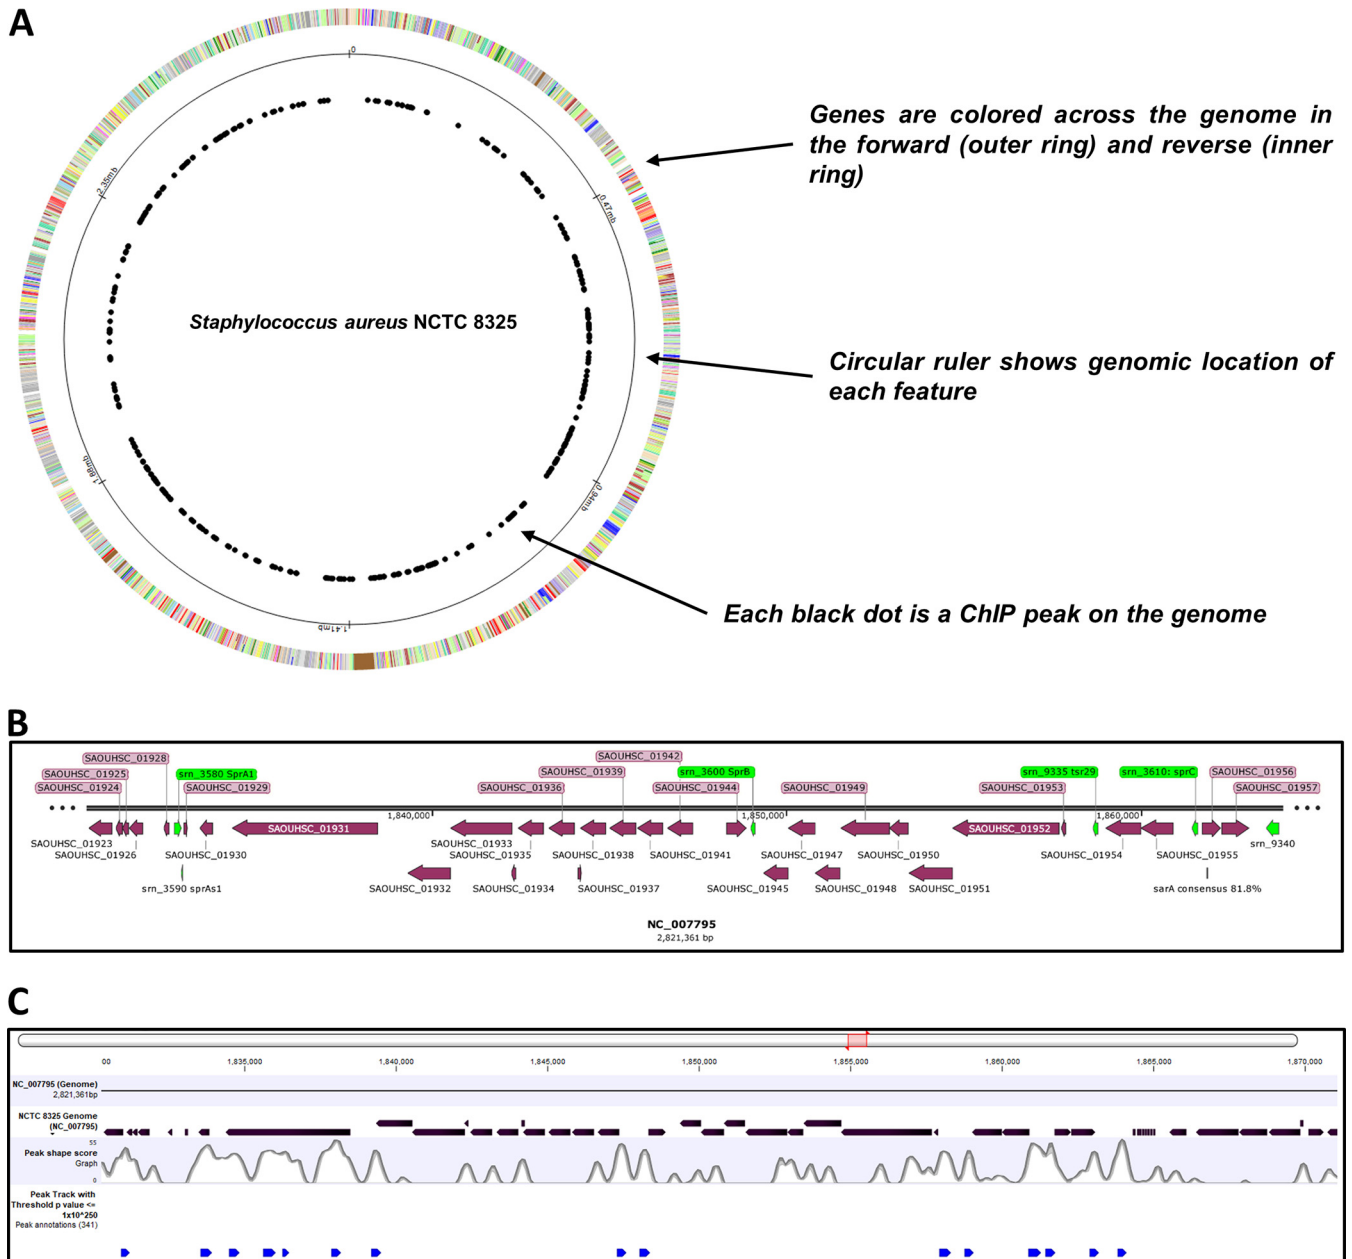 A
0
0.47mb
0.94mb
1.41mb
1.88mb
2.35mb
Staphylococcus aureus NCTC 8325
Genes are colored across the genome in
the forward (outer ring) and reverse (inner
ring)
Circular ruler shows genomic location of
each feature
Each black dot is a ChIP peak on the genome
B
SAOUHSC_01942
SAOUHSC_01928
SAOUHSC_01925 srn_3580 SprA1 SAOUHSC_01939 srn_3600 SprB srn_9335 tsr29 srn_3610: sprC SAOUHSC_01956
SAOUHSC_01924 SAOUHSC_01929 SAOUHSC_01936 SAOUHSC_01944 SAOUHSC_01949 SAOUHSC_01953 SAOUHSC_01957
1,840,000 1,850,000 1,860,000
SAOUHSC_01931 SAOUHSC_01952
SAOUHSC_01923 SAOUHSC_01933 srn_9340
SAOUHSC_01926 SAOUHSC_01930 SAOUHSC_01935 SAOUHSC_01938 SAOUHSC_01941 SAOUHSC_01947 SAOUHSC_01950 SAOUHSC_01954 SAOUHSC_01955
srn_3590 sprAs1 SAOUHSC_01932 SAOUHSC_01934 SAOUHSC_01937 SAOUHSC_01945 SAOUHSC_01948 SAOUHSC_01951 sarA consensus 81.8%
NC_007795
2,821,361 bp
C
00 1,835,000 1,840,000 1,845,000 1,850,000 1,855,000 1,860,000 1,865,000 1,870,000
NC_007795 (Genome)
2,821,361bp
NCTC 8325 Genome
(NC_007795)
55
Peak shape score
Graph
0
Peak Track with
Threshold p value <=
1x10^250
Peak annotations (341)